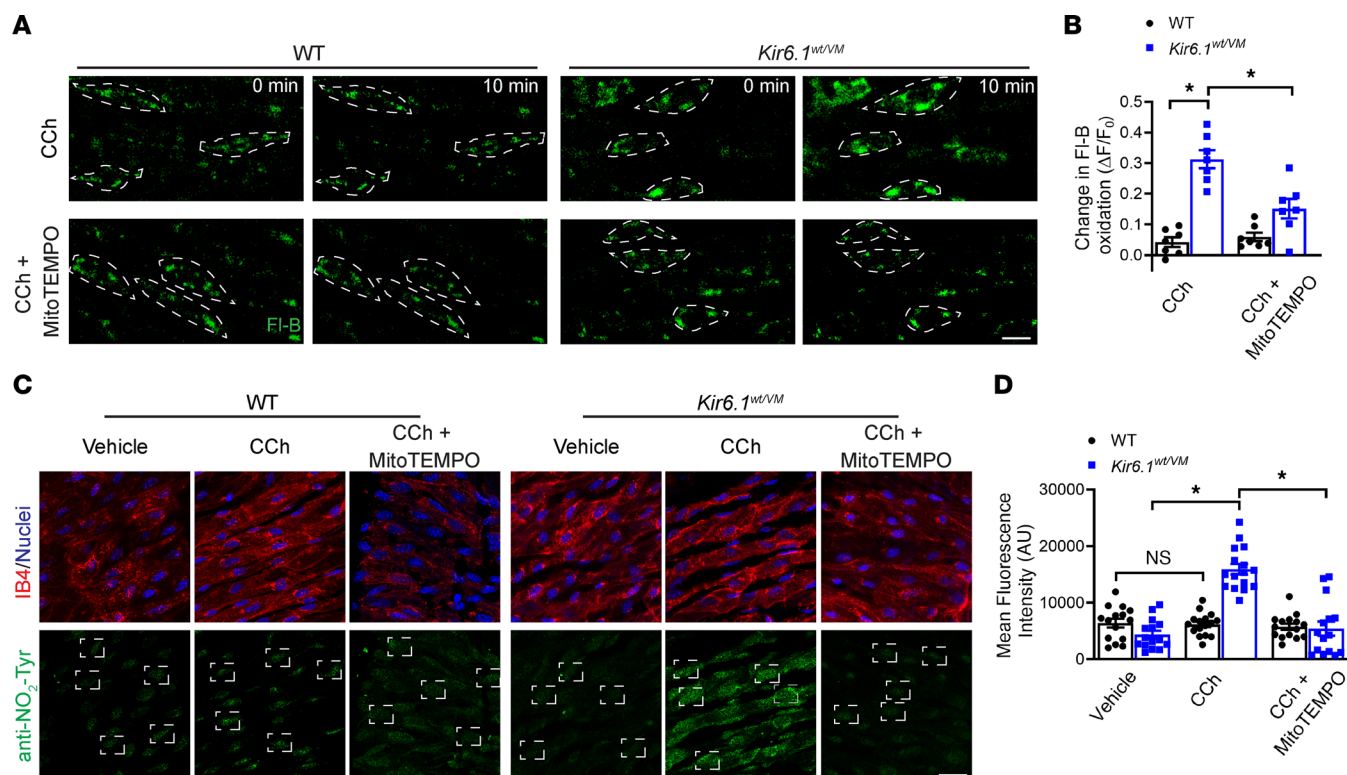 A
WT
Kir6.1wt/VM
0 min
10 min
0 min
10 min
CCh
CCh +
MitoTEMPO
Fl-B
B
WT
Kir6.1wt/VM
*
*
Change in Fl-B
oxidation (ΔF/F0)
0.5
0.4
0.3
0.2
0.1
0.0
CCh
CCh +
MitoTEMPO
C
WT
Kir6.1wt/VM
Vehicle
CCh
CCh +
MitoTEMPO
Vehicle
CCh
CCh +
MitoTEMPO
IB4/Nuclei
anti-NO2-Tyr
D
WT
Kir6.1wt/VM
*
*
NS
Mean Fluorescence
Intensity (AU)
30000
20000
10000
0
Vehicle
CCh
CCh +
MitoTEMPO